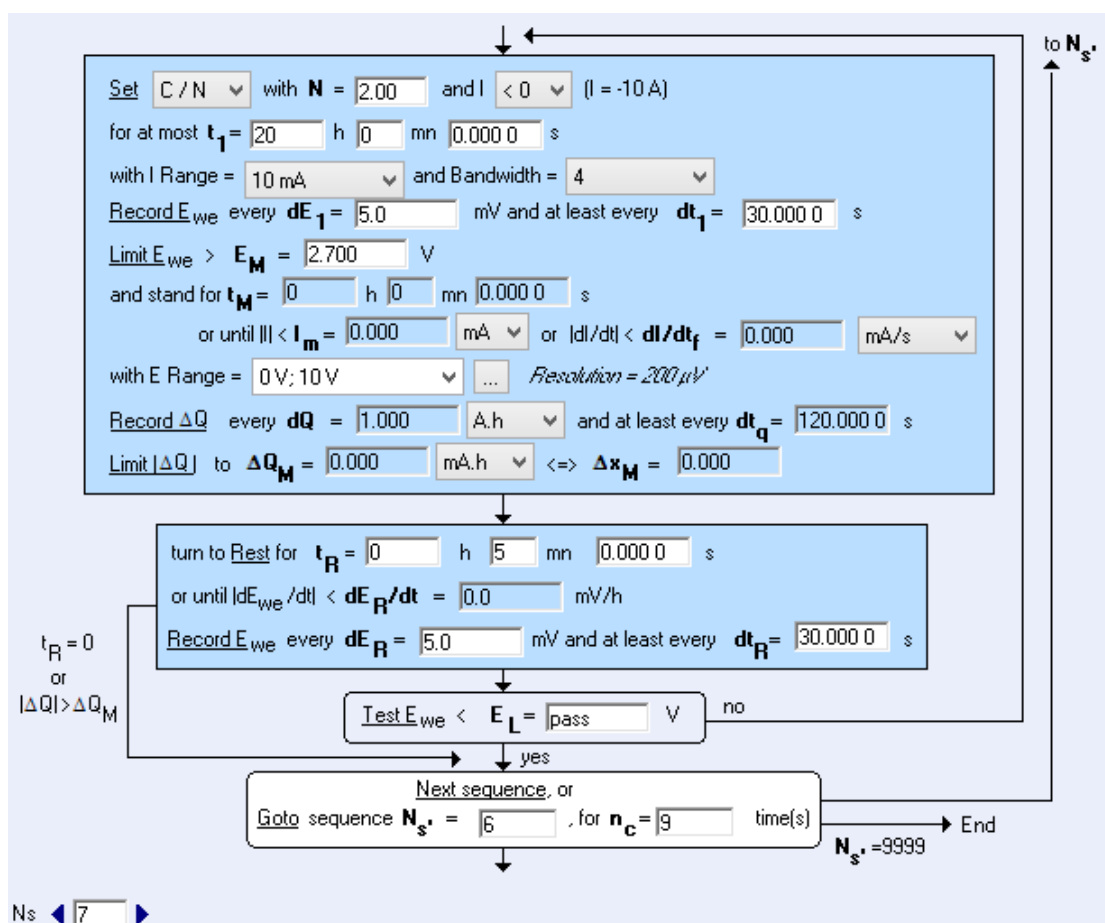 to Ns'
Set C / N with N = 2.00 and I < 0 (I = -10 A)
for at most t1 = 20 h 0 mn 0.000 0 s
with I Range = 10 mA and Bandwidth = 4
Record Ewe every dE1 = 5.0 mV and at least every dt1 = 30.000 0 s
Limit Ewe > EM = 2.700 V
and stand for tM = 0 h 0 mn 0.000 0 s
or until |I| < Im = 0.000 mA or |dI/dt| < dI/dtf = 0.000 mA/s
with E Range = 0 V; 10 V ... Resolution = 200 µV
Record ΔQ every dQ = 1.000 A.h and at least every dtq = 120.000 0 s
Limit |ΔQ| to ΔQM = 0.000 mA.h <=> ΔxM = 0.000
turn to Rest for tR = 0 h 5 mn 0.000 0 s
or until |dEwe/dt| < dER/dt = 0.0 mV/h
Record Ewe every dER = 5.0 mV and at least every dtR = 30.000 0 s
tR = 0
or
|ΔQ|>ΔQM
Test Ewe < EL = pass V
no
yes
Next sequence, or
Goto sequence Ns' = 6 , for nc = 9 time(s)
End
Ns' =9999
Ns 7